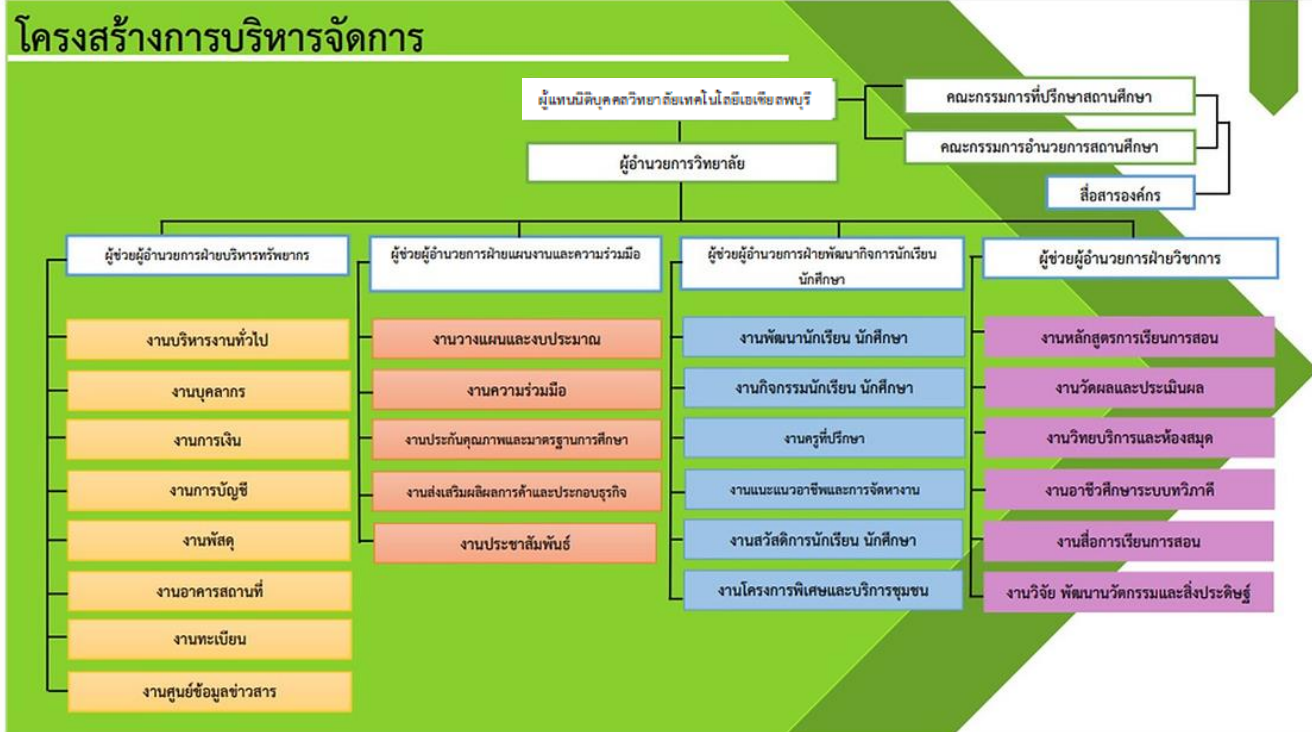 โครงสร้างการบริหารจัดการ
ผู้แทนนิติบุคคลวิทยาลัยเทคโนโลยีเอเชียลพบุรี
คณะกรรมการที่ปรึกษาสถานศึกษา
คณะกรรมการอำนวยการสถานศึกษา
ผู้อำนวยการวิทยาลัย
สื่อสารองค์กร
ผู้ช่วยผู้อำนวยการฝ่ายบริหารทรัพยากร
งานบริหารงานทั่วไป
งานบุคลากร
งานการเงิน
งานการบัญชี
งานพัสดุ
งานอาคารสถานที่
งานทะเบียน
งานศูนย์ข้อมูลข่าวสาร
ผู้ช่วยผู้อำนวยการฝ่ายแผนงานและความร่วมมือ
งานวางแผนและงบประมาณ
งานความร่วมมือ
งานประกันคุณภาพและมาตรฐานการศึกษา
งานส่งเสริมผลิผลการค้าและประกอบธุรกิจ
งานประชาสัมพันธ์
ผู้ช่วยผู้อำนวยการฝ่ายพัฒนากิจการนักเรียน
นักศึกษา
งานพัฒนานักเรียน นักศึกษา
งานกิจกรรมนักเรียน นักศึกษา
งานครูที่ปรึกษา
งานแนะแนวอาชีพและการจัดหางาน
งานสวัสดิการนักเรียน นักศึกษา
งานโครงการพิเศษและบริการชุมชน
ผู้ช่วยผู้อำนวยการฝ่ายวิชาการ
งานหลักสูตรการเรียนการสอน
งานวัดผลและประเมินผล
งานวิทยบริการและห้องสมุด
งานอาชีวศึกษาระบบทวิภาคี
งานสื่อการเรียนการสอน
งานวิจัย พัฒนานวัตกรรมและสิ่งประดิษฐ์